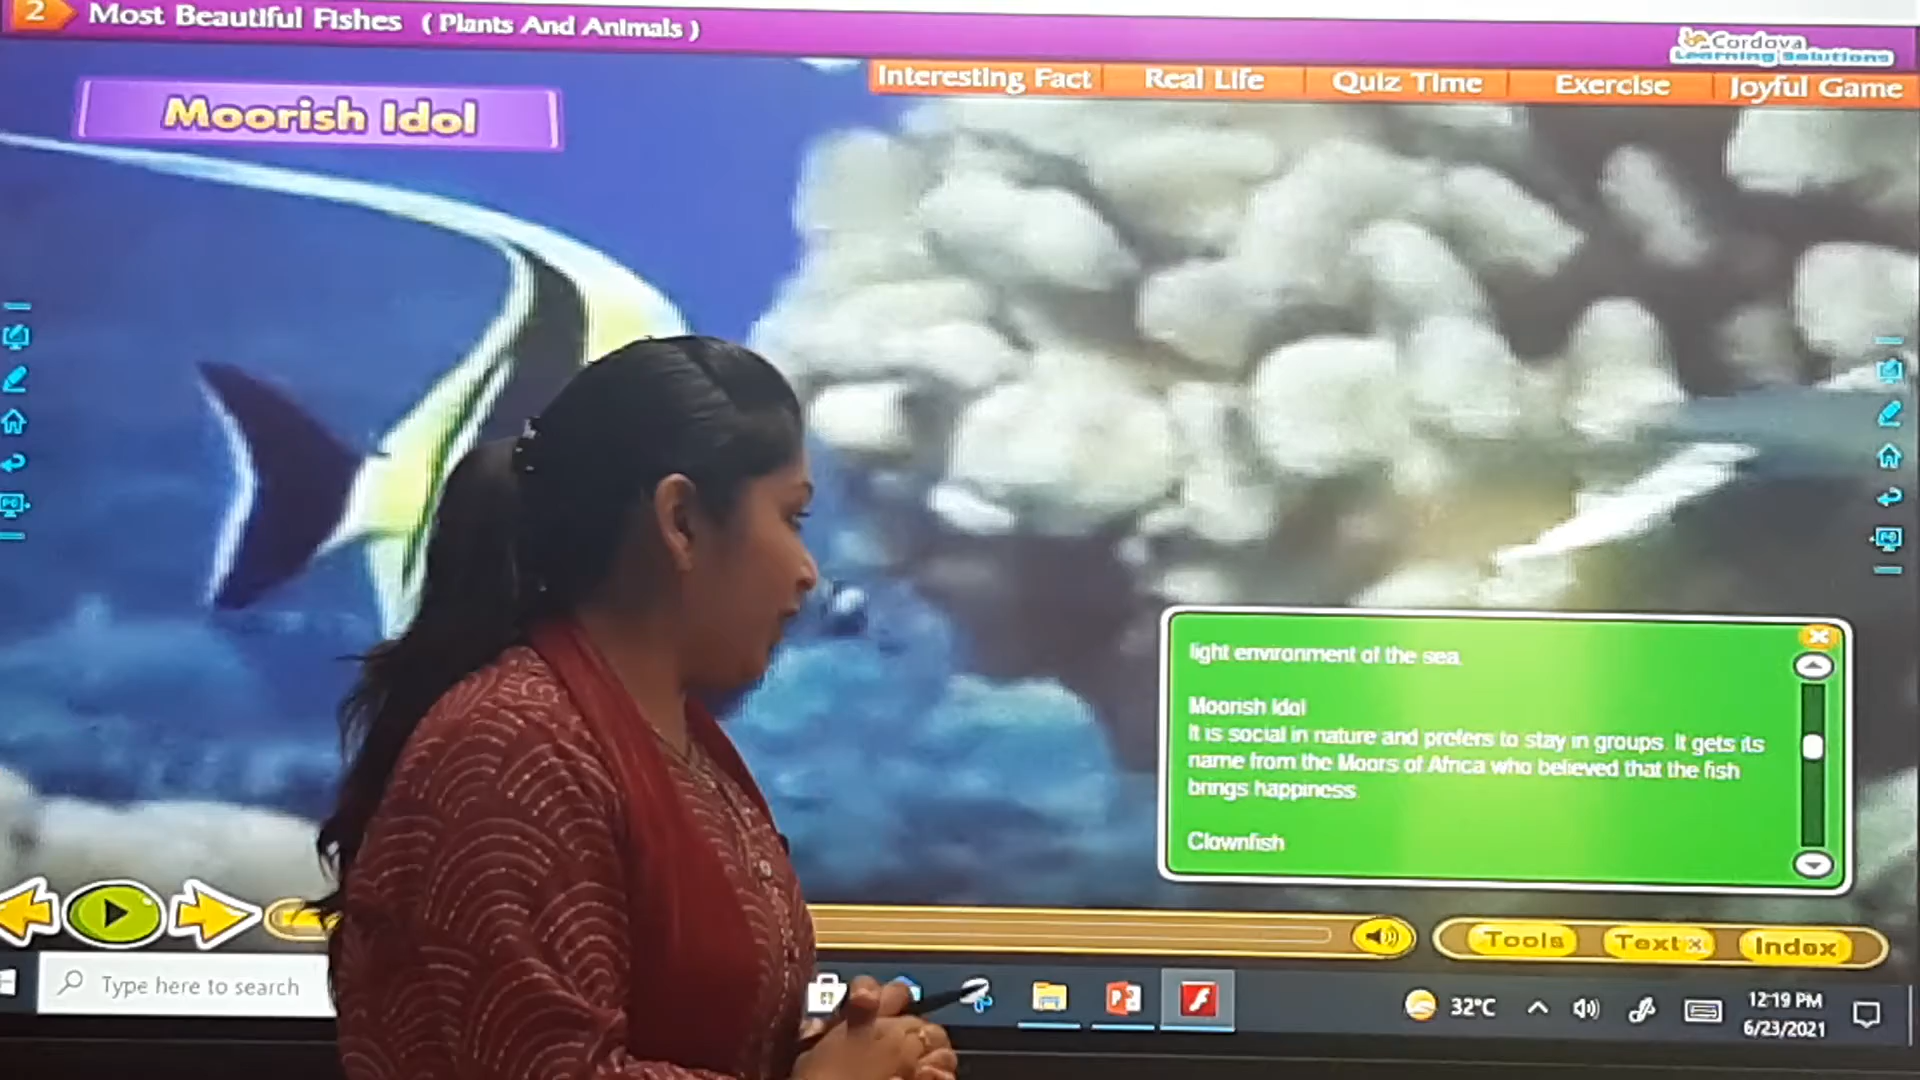 2
Most Beautiful Fishes ( Plants And Animals )
Cordova
Learning Solutions
Interesting Fact
Real Life
Quiz Time
Exercise
Joyful Game
Moorish Idol
light environment of the sea.
Moorish Idol
It is social in nature and prefers to stay in groups. It gets its
name from the Moors of Africa who believed that the fish
brings happiness.
Clownfish
Tools
Text
Index
Type here to search
32°C
12:19 PM
6/23/2021